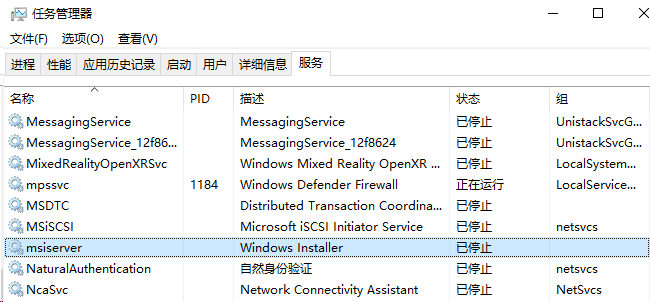 任务管理器
文件(F) 选项(O) 查看(V)
进程 性能 应用历史记录 启动 用户 详细信息 服务
名称 PID 描述 状态 组
MessagingService MessagingService 已停止 UnistackSvcG...
MessagingService_12f86... MessagingService_12f8624 已停止 UnistackSvcG...
MixedRealityOpenXRSvc Windows Mixed Reality OpenXR ... 已停止 LocalSystem...
mpssvc 1184 Windows Defender Firewall 正在运行 LocalService...
MSDTC Distributed Transaction Coordina... 已停止
MSiSCSI Microsoft iSCSI Initiator Service 已停止 netsvcs
msiserver Windows Installer 已停止
NaturalAuthentication 自然身份验证 已停止 netsvcs
NcaSvc Network Connectivity Assistant 已停止 NetSvcs